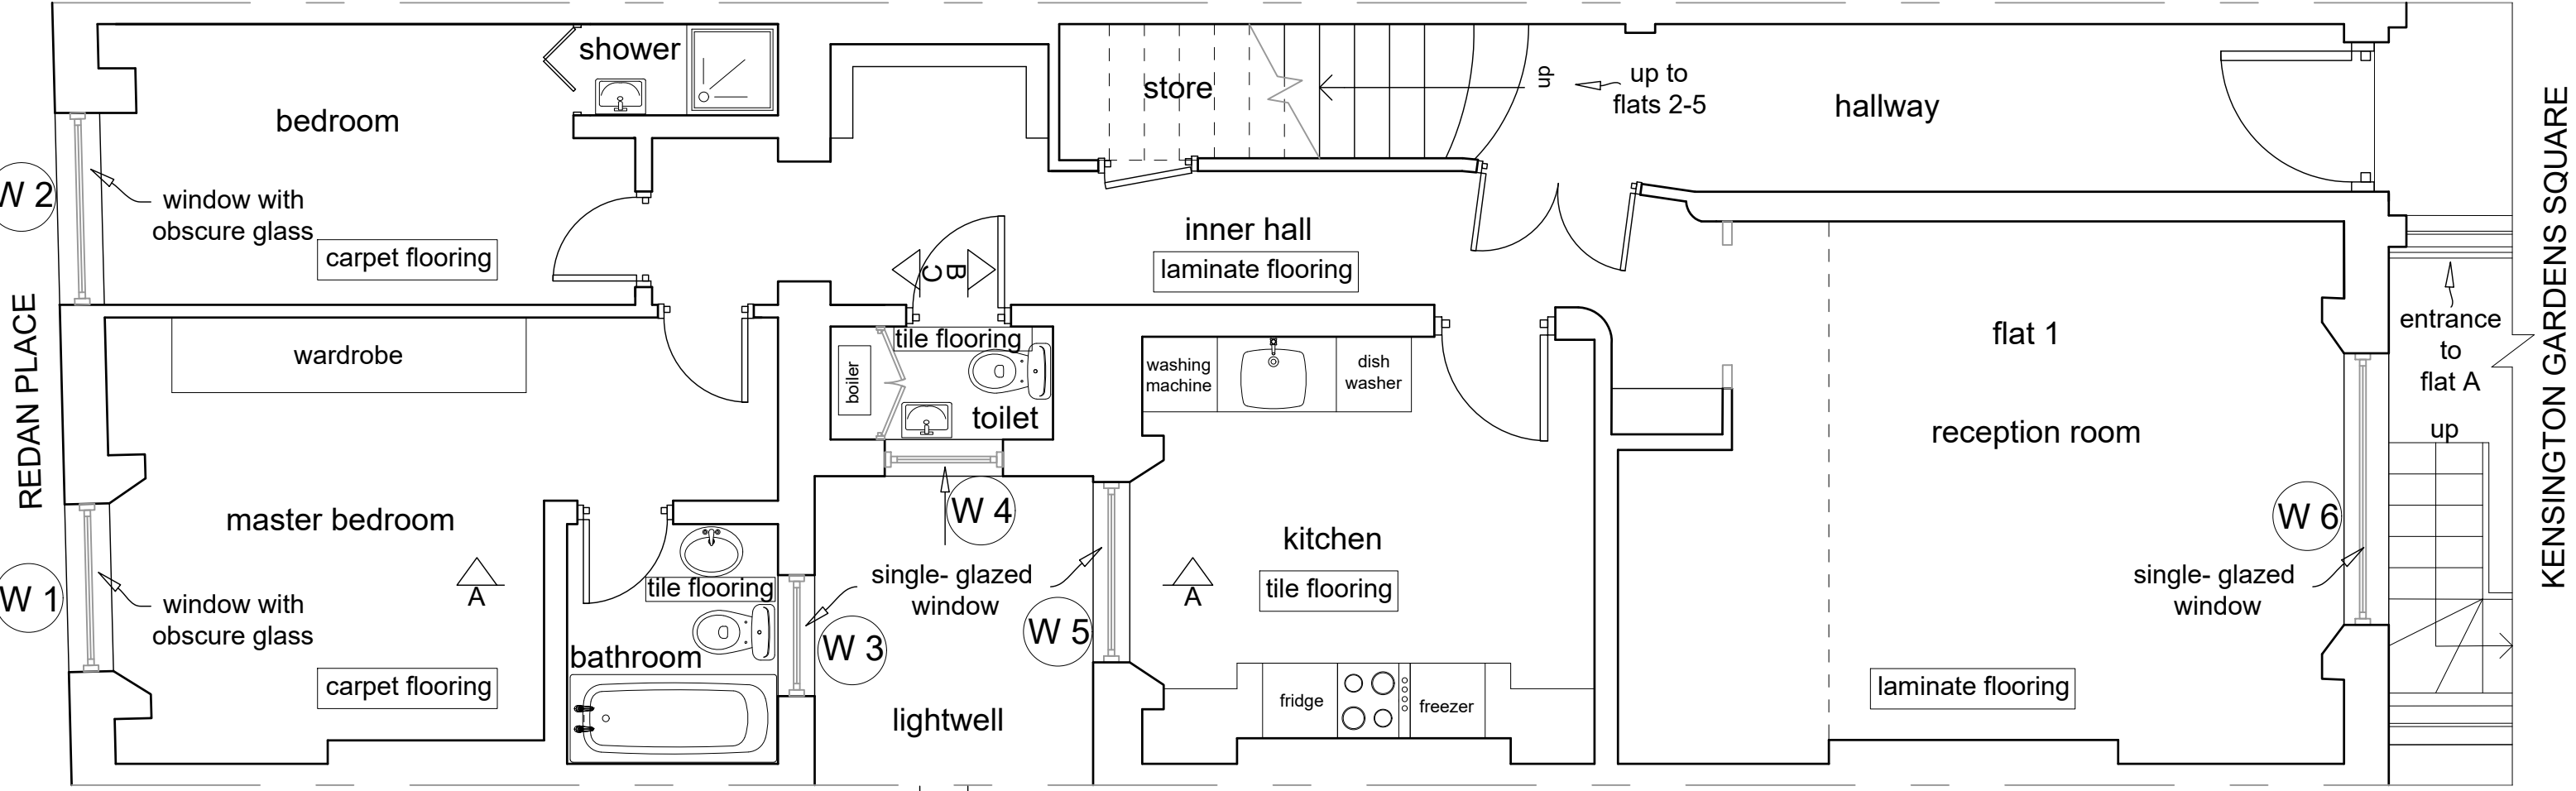 shower
bedroom
W 2
window with
obscure glass
carpet flooring
store
dn
up to
flats 2-5
hallway
KENSINGTON GARDENS SQUARE
inner hall
laminate flooring
C
B
REDAN PLACE
wardrobe
tile flooring
boiler
toilet
washing
machine
dish
washer
flat 1
reception room
entrance
to
flat A
up
master bedroom
A
W 1
window with
obscure glass
carpet flooring
tile flooring
bathroom
W 3
W 4
single- glazed
window
W 5
lightwell
kitchen
A
tile flooring
fridge
freezer
W 6
single- glazed
window
laminate flooring